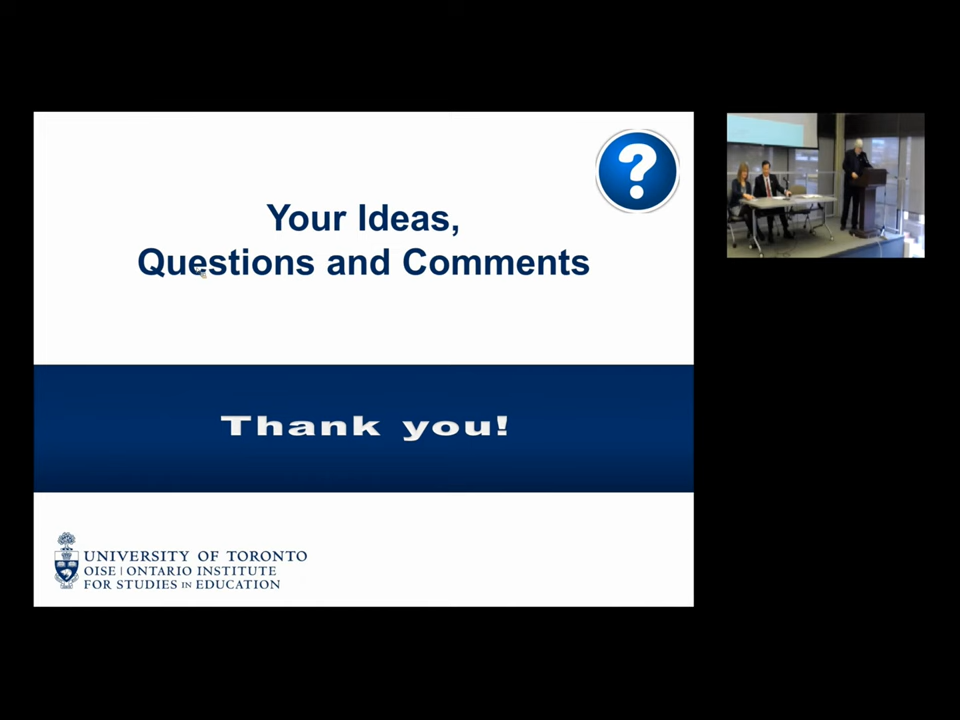 ?
Your Ideas,
Questions and Comments
Thank you!
UNIVERSITY OF TORONTO
OISE | ONTARIO INSTITUTE
FOR STUDIES IN EDUCATION